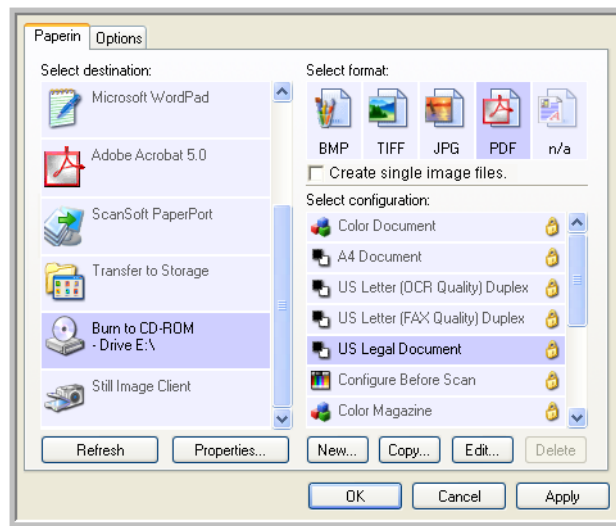 Paperin
Options
Select destination:
Microsoft WordPad
Adobe Acrobat 5.0
ScanSoft PaperPort
Transfer to Storage
Burn to CD-ROM
- Drive E:\
Still Image Client
Refresh
Properties...
Select format:
BMP TIFF JPG PDF n/a
Create single image files.
Select configuration:
Color Document
A4 Document
US Letter (OCR Quality) Duplex
US Letter (FAX Quality) Duplex
US Legal Document
Configure Before Scan
Color Magazine
New... Copy... Edit... Delete
OK Cancel Apply